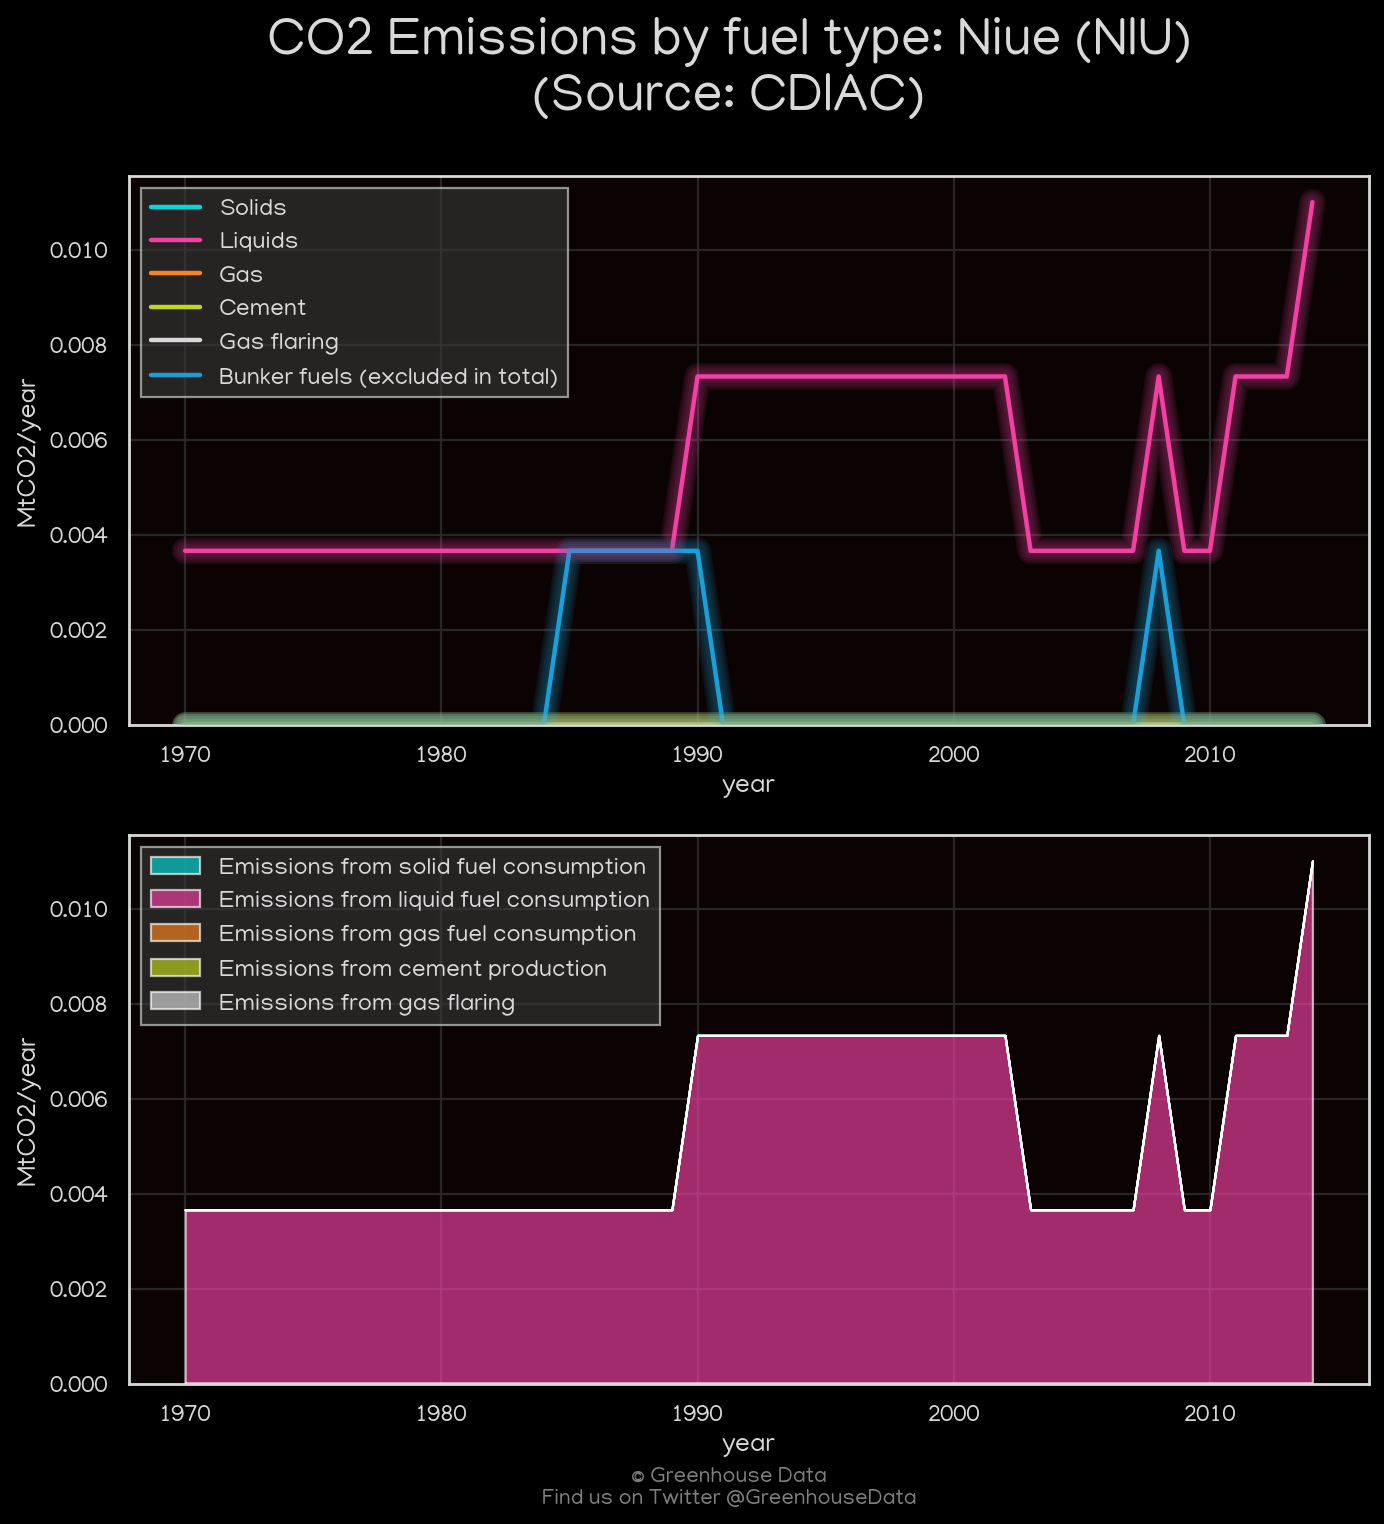 CO2 Emissions by fuel type: Niue (NIU)
(Source: CDIAC)
Solids
Liquids
Gas
Cement
Gas flaring
Bunker fuels (excluded in total)
0.010
0.008
0.006
0.004
0.002
0.000
MtCO2/year
1970 1980 1990 2000 2010
year
Emissions from solid fuel consumption
Emissions from liquid fuel consumption
Emissions from gas fuel consumption
Emissions from cement production
Emissions from gas flaring
0.010
0.008
0.006
0.004
0.002
0.000
MtCO2/year
1970 1980 1990 2000 2010
year
© Greenhouse Data
Find us on Twitter @GreenhouseData